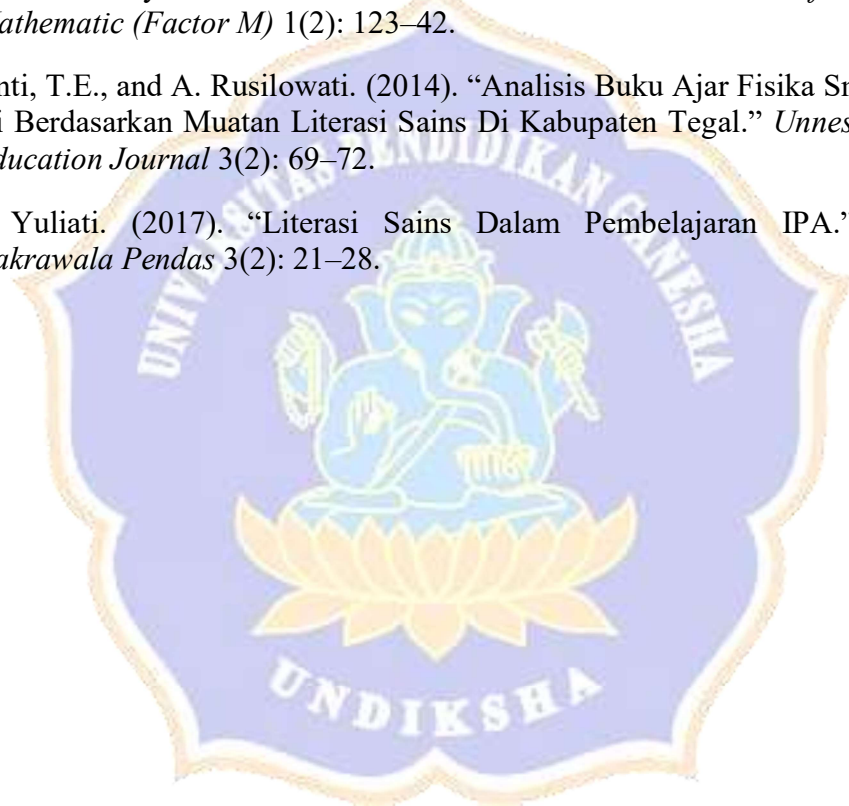 Mathematic (Factor M) 1(2): 123–42.
nti, T.E., and A. Rusilowati. (2014). “Analisis Buku Ajar Fisika Sm
i Berdasarkan Muatan Literasi Sains Di Kabupaten Tegal.” Unnes
ducation Journal 3(2): 69–72.
Yuliati. (2017). “Literasi Sains Dalam Pembelajaran IPA.”
akrawala Pendas 3(2): 21–28.
UNIVERSITAS PENDIDIKAN GANESHA
UNDIKSHA